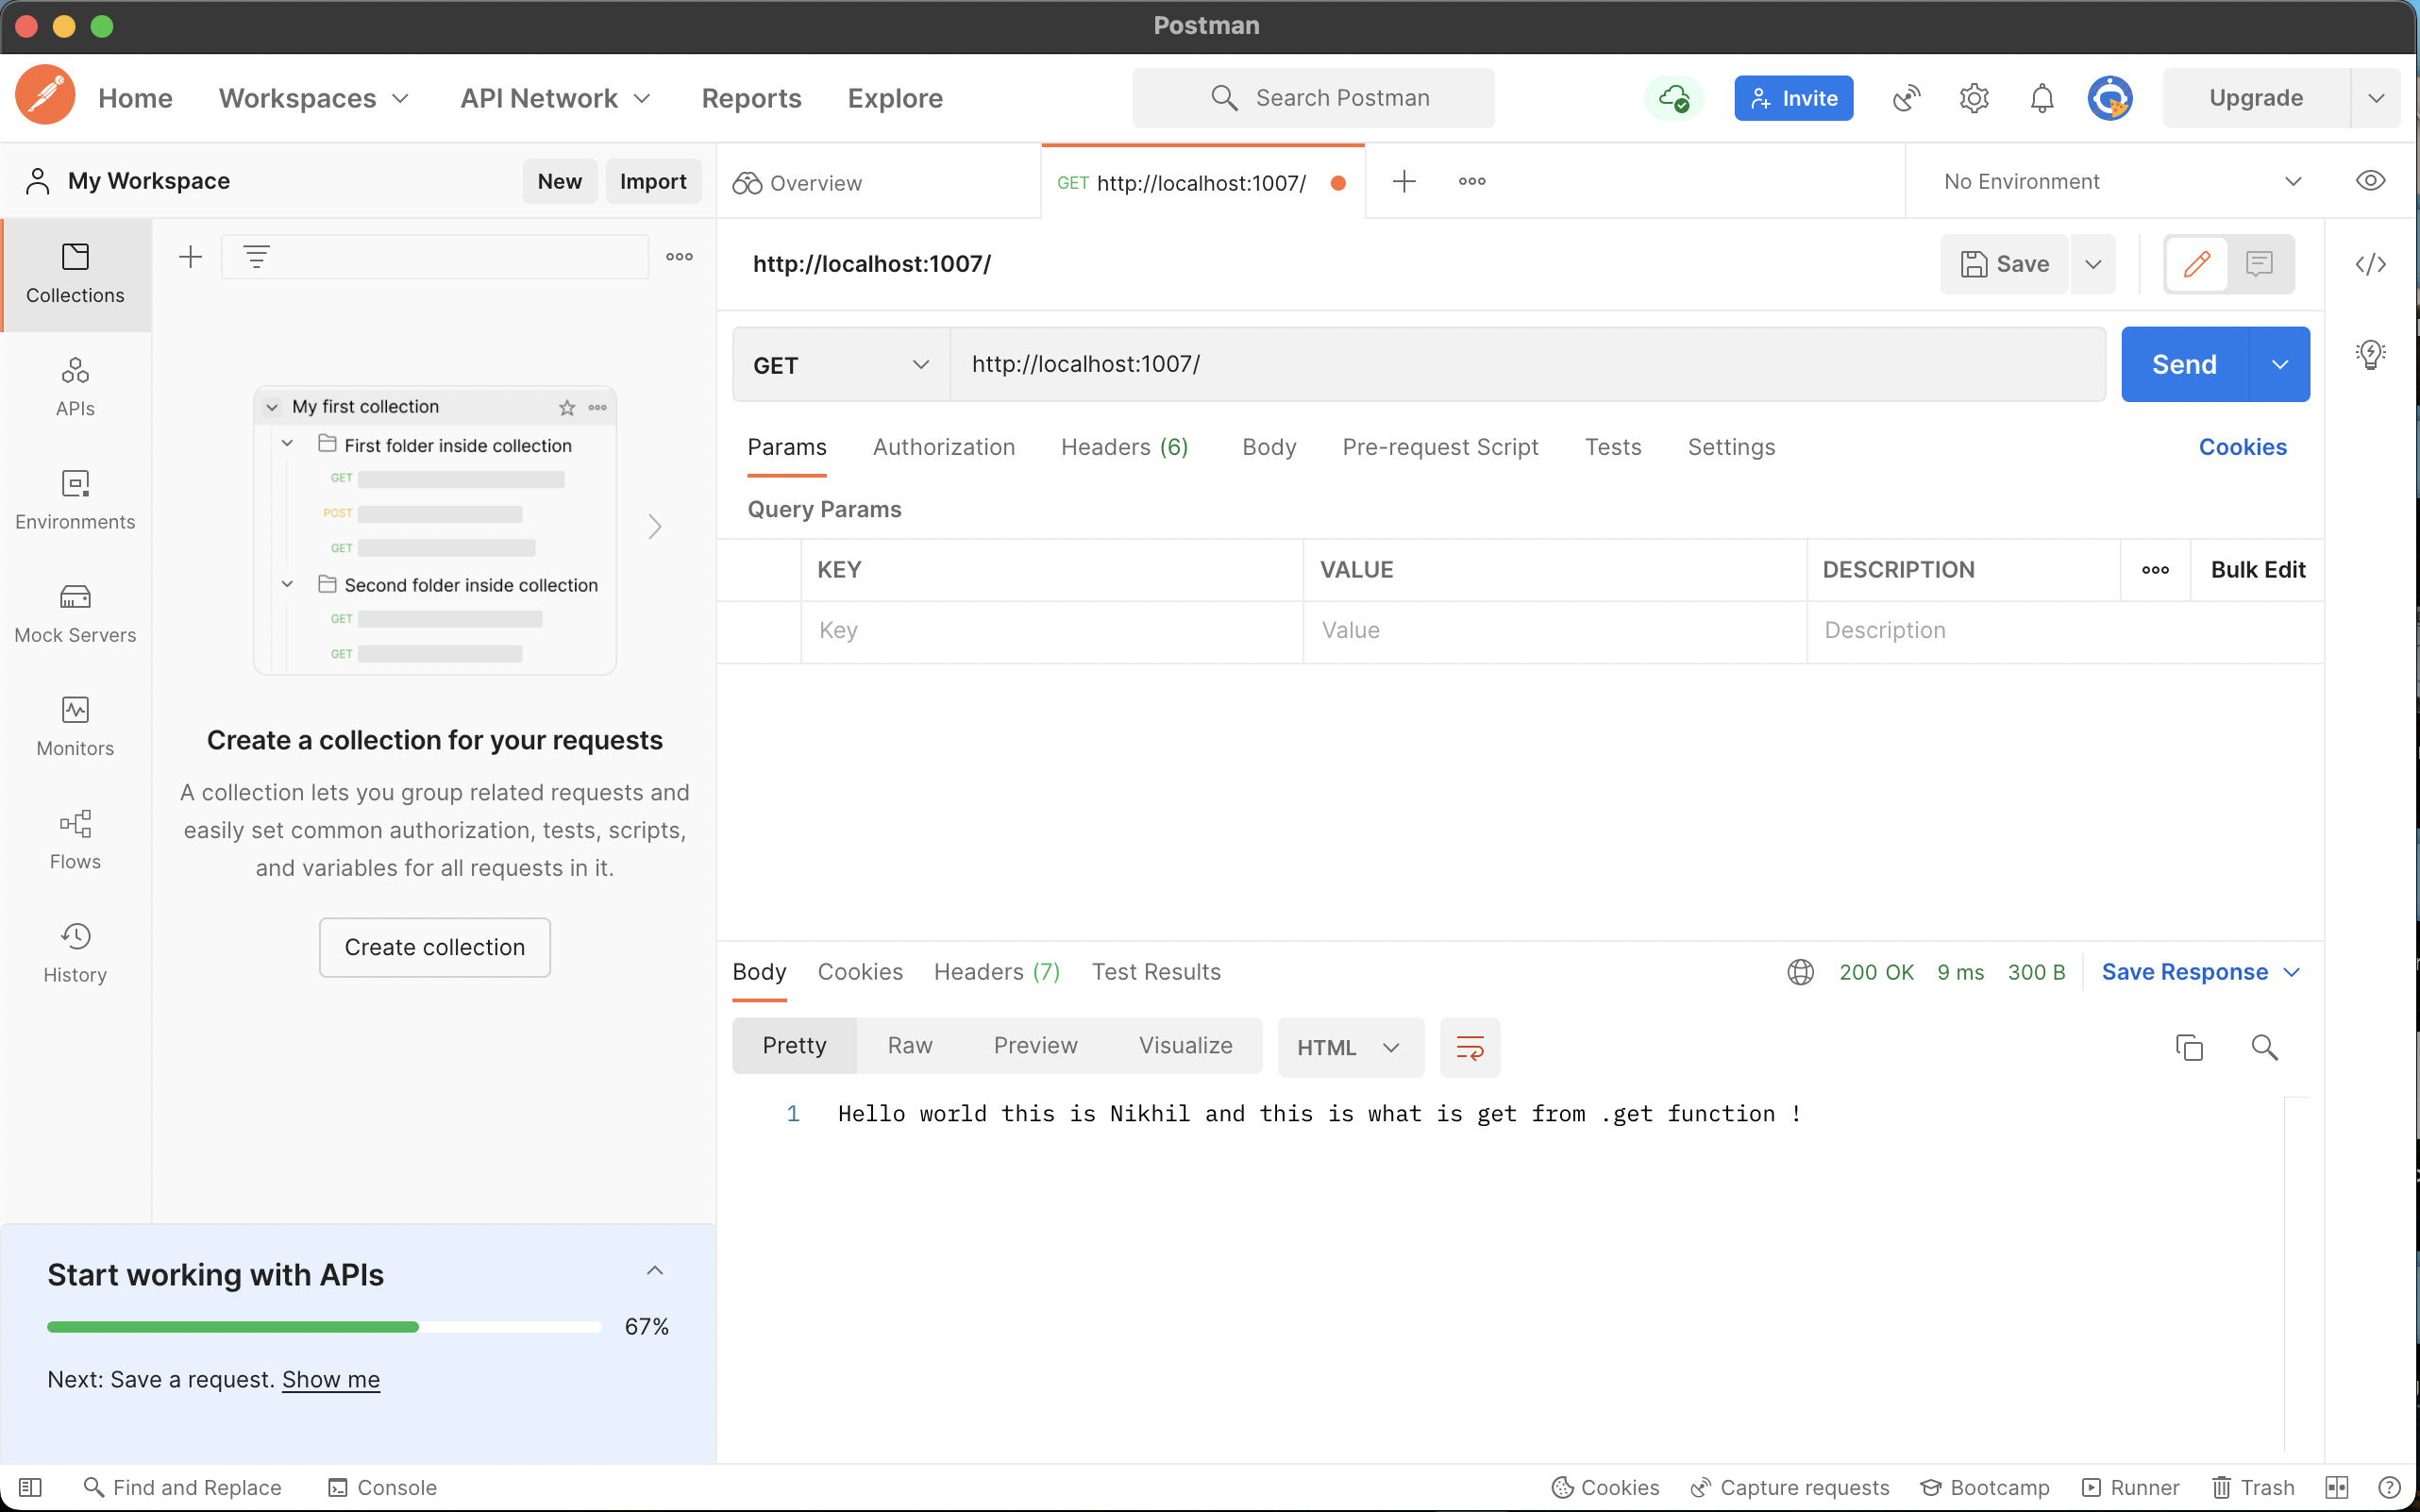 Postman
Home Workspaces API Network Reports Explore Search Postman Invite Upgrade
My Workspace New Import
Overview GET http://localhost:1007/ No Environment
Collections
APIs
Environments
Mock Servers
Monitors
Flows
History
My first collection
First folder inside collection
GET
POST
GET
Second folder inside collection
GET
GET
Create a collection for your requests
A collection lets you group related requests and
easily set common authorization, tests, scripts,
and variables for all requests in it.
Create collection
Start working with APIs
67%
Next: Save a request. Show me
http://localhost:1007/ Save
GET http://localhost:1007/ Send
Params Authorization Headers (6) Body Pre-request Script Tests Settings Cookies
Query Params
KEY VALUE DESCRIPTION Bulk Edit
Key Value Description
Body Cookies Headers (7) Test Results 200 OK 9 ms 300 B Save Response
Pretty Raw Preview Visualize HTML
1 Hello world this is Nikhil and this is what is get from .get function !
Find and Replace Console Cookies Capture requests Bootcamp Runner Trash